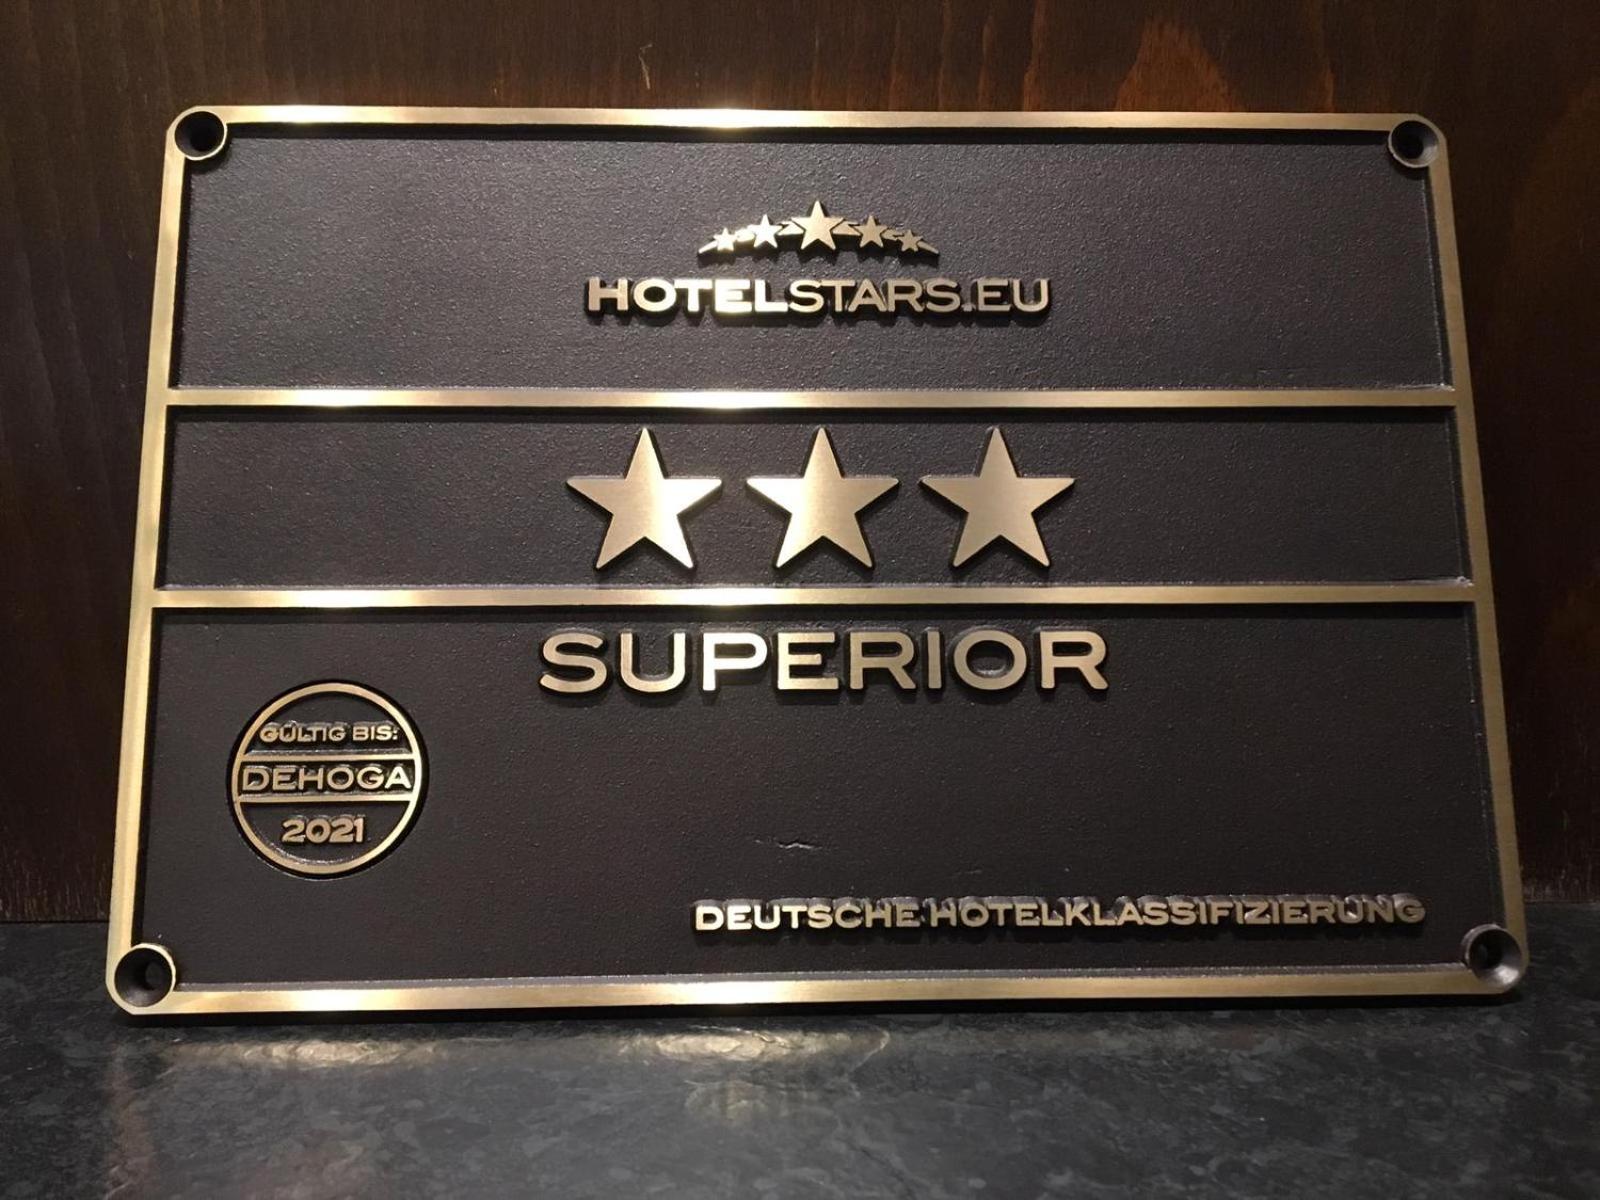 HOTELSTARS.EU
SUPERIOR
GÜLTIG BIS:
DEHOGA
2021
DEUTSCHE HOTELKLASSIFIZIERUNG